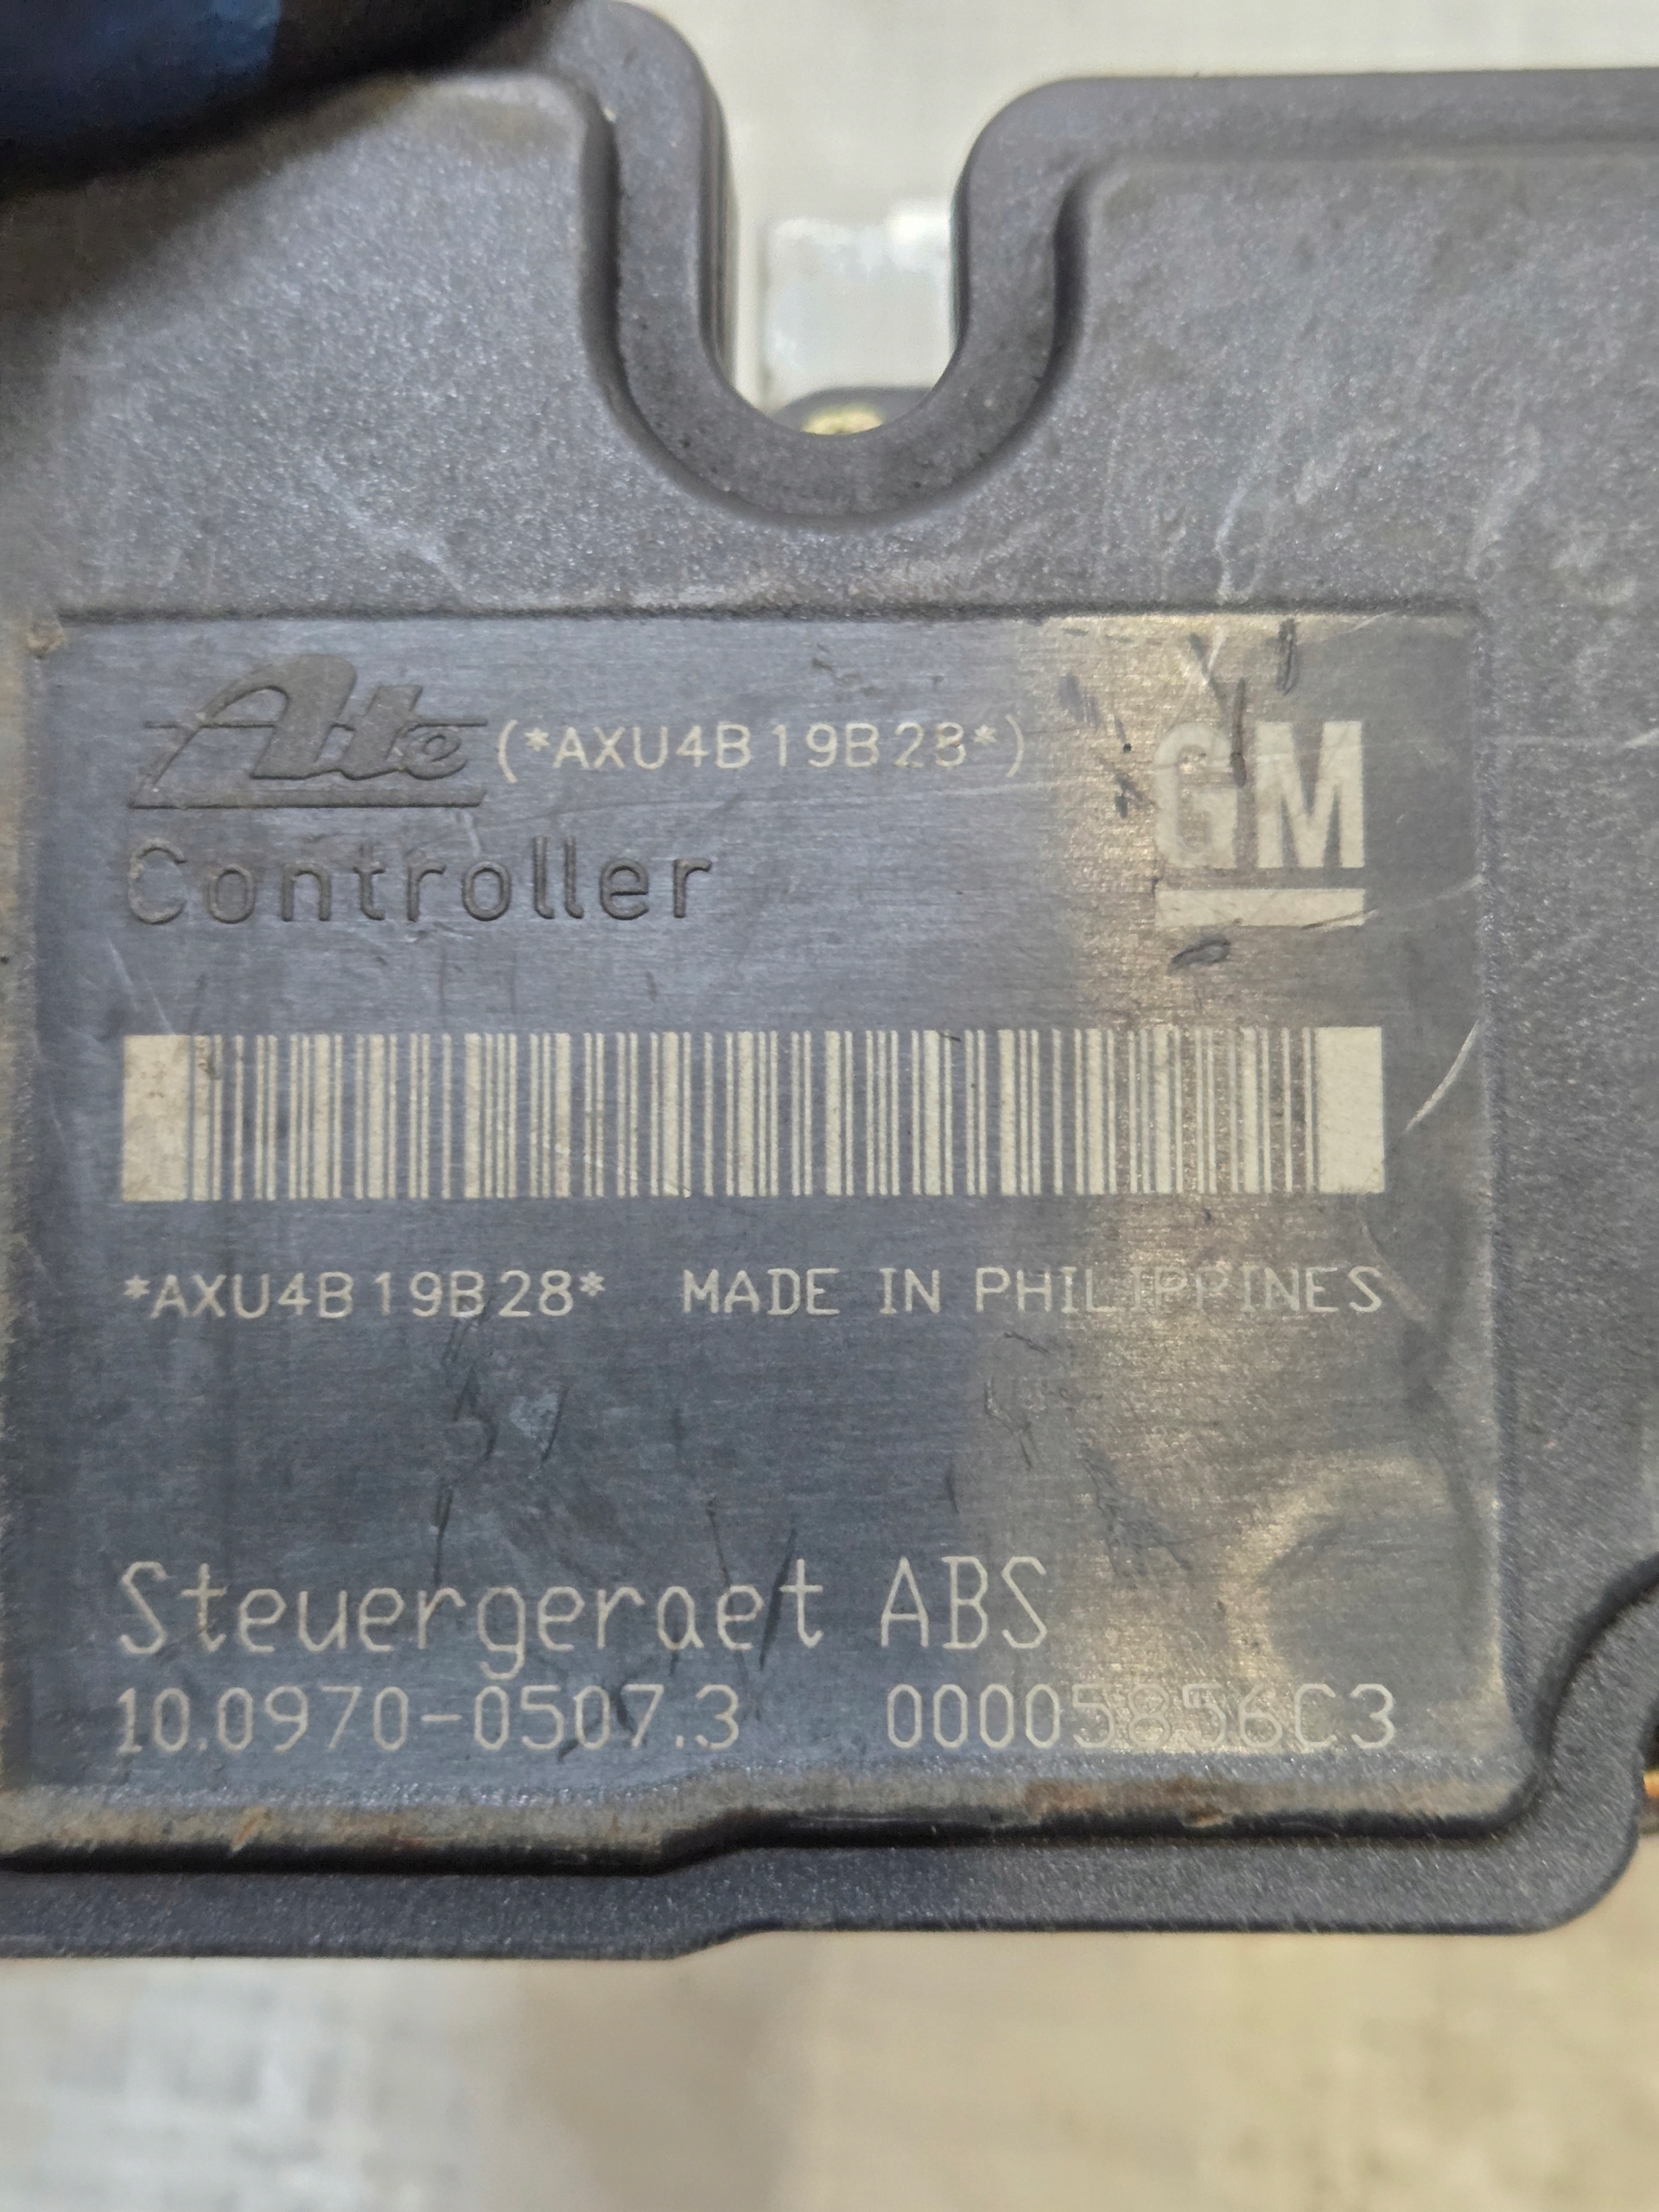 Ate (*AXU4B19B28*) GM
Controller
*AXU4B19B28* MADE IN PHILIPPINES
Steuergeraet ABS
10.0970-0507.3 00005856C3